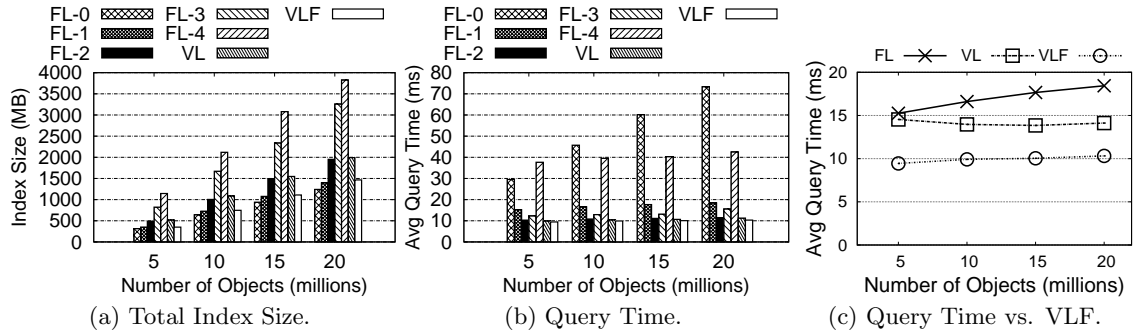 FL-0 FL-3 VLF
FL-1 FL-4
FL-2 VL
4000
3500
3000
2500
2000
1500
1000
500
0
Index Size (MB)
5 10 15 20
Number of Objects (millions)
(a) Total Index Size.
FL-0 FL-3 VLF
FL-1 FL-4
FL-2 VL
80
70
60
50
40
30
20
10
0
Avg Query Time (ms)
5 10 15 20
Number of Objects (millions)
(b) Query Time.
FL VL VLF
20
15
10
5
0
Avg Query Time (ms)
5 10 15 20
Number of Objects (millions)
(c) Query Time vs. VLF.